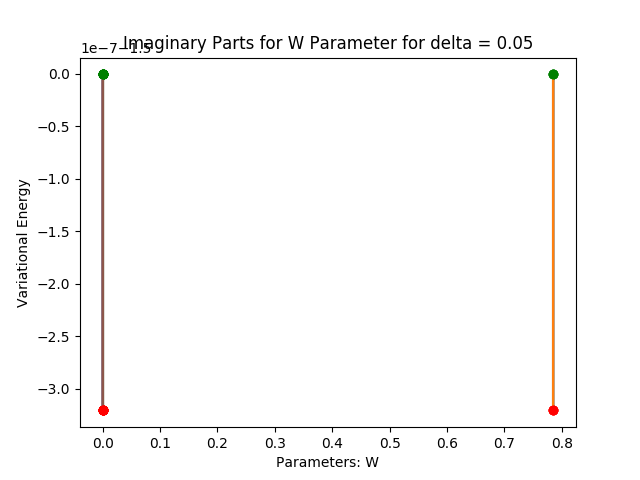 Imaginary Parts for W Parameter for delta = 0.05
1e−7−1.5
0.0
−0.5
−1.0
−1.5
−2.0
−2.5
−3.0
Variational Energy
0.0 0.1 0.2 0.3 0.4 0.5 0.6 0.7 0.8
Parameters: W